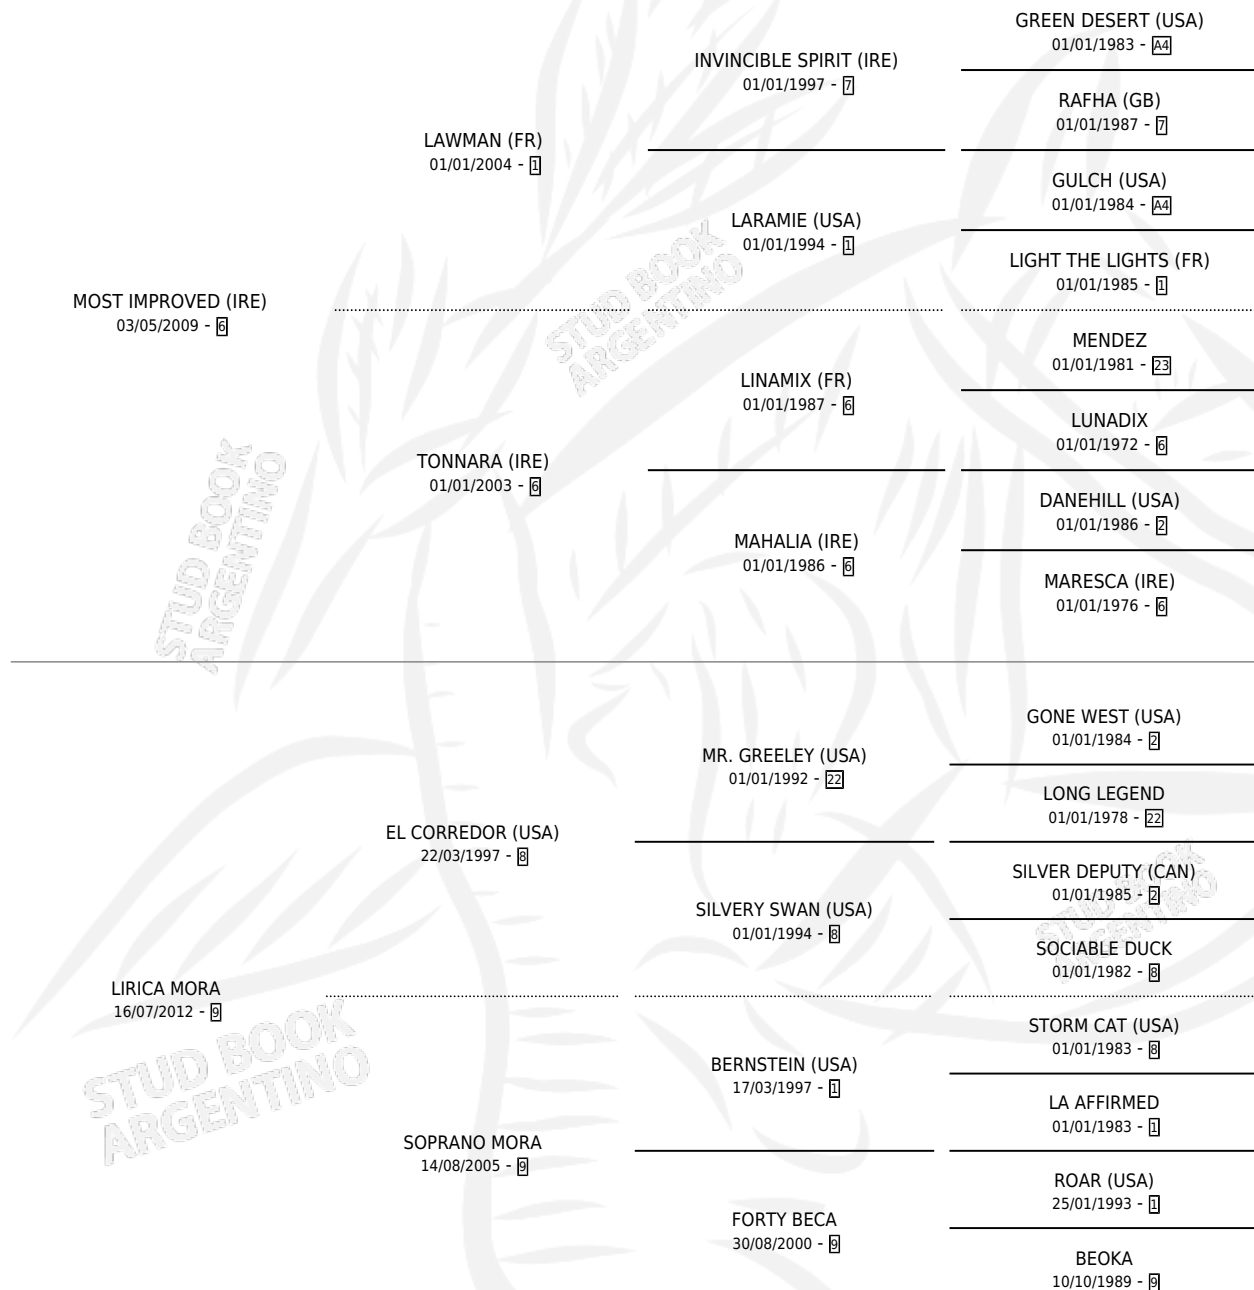 GREEN DESERT (USA)
01/01/1983 - A4
INVINCIBLE SPIRIT (IRE)
01/01/1997 - 7
RAFHA (GB)
01/01/1987 - 7
LAWMAN (FR)
01/01/2004 - 1
GULCH (USA)
01/01/1984 - A4
LARAMIE (USA)
01/01/1994 - 1
LIGHT THE LIGHTS (FR)
01/01/1985 - 1
MOST IMPROVED (IRE)
03/05/2009 - 6
MENDEZ
01/01/1981 - 23
LINAMIX (FR)
01/01/1987 - 6
LUNADIX
01/01/1972 - 6
TONNARA (IRE)
01/01/2003 - 6
DANEHILL (USA)
01/01/1986 - 2
MAHALIA (IRE)
01/01/1986 - 6
MARESCA (IRE)
01/01/1976 - 6
GONE WEST (USA)
01/01/1984 - 2
MR. GREELEY (USA)
01/01/1992 - 22
LONG LEGEND
01/01/1978 - 22
EL CORREDOR (USA)
22/03/1997 - 8
SILVER DEPUTY (CAN)
01/01/1985 - 2
SILVERY SWAN (USA)
01/01/1994 - 8
SOCIABLE DUCK
01/01/1982 - 8
LIRICA MORA
16/07/2012 - 9
STORM CAT (USA)
01/01/1983 - 8
BERNSTEIN (USA)
17/03/1997 - 1
LA AFFIRMED
01/01/1983 - 1
SOPRANO MORA
14/08/2005 - 9
ROAR (USA)
25/01/1993 - 1
FORTY BECA
30/08/2000 - 9
BEOKA
10/10/1989 - 9
STUD BOOK
ARGENTINO
STUD BOOK
ARGENTINO
STUD BOOK
ARGENTINO
STUD BOOK
ARGENTINO